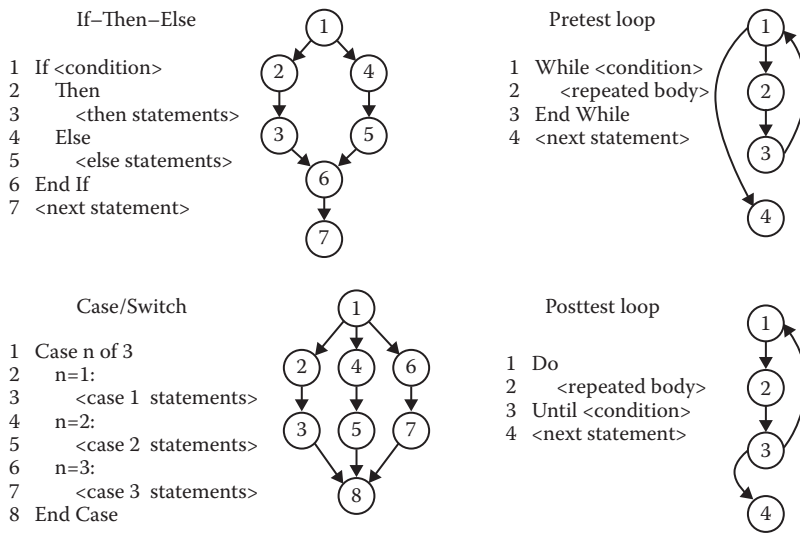 If–Then–Else
1 If <condition>
2 Then
3 <then statements>
4 Else
5 <else statements>
6 End If
7 <next statement>
1
2
4
3
5
6
7
Pretest loop
1 While <condition>
2 <repeated body>
3 End While
4 <next statement>
1
2
3
4
Case/Switch
1 Case n of 3
2 n=1:
3 <case 1 statements>
4 n=2:
5 <case 2 statements>
6 n=3:
7 <case 3 statements>
8 End Case
1
2
4
6
3
5
7
8
Posttest loop
1 Do
2 <repeated body>
3 Until <condition>
4 <next statement>
1
2
3
4